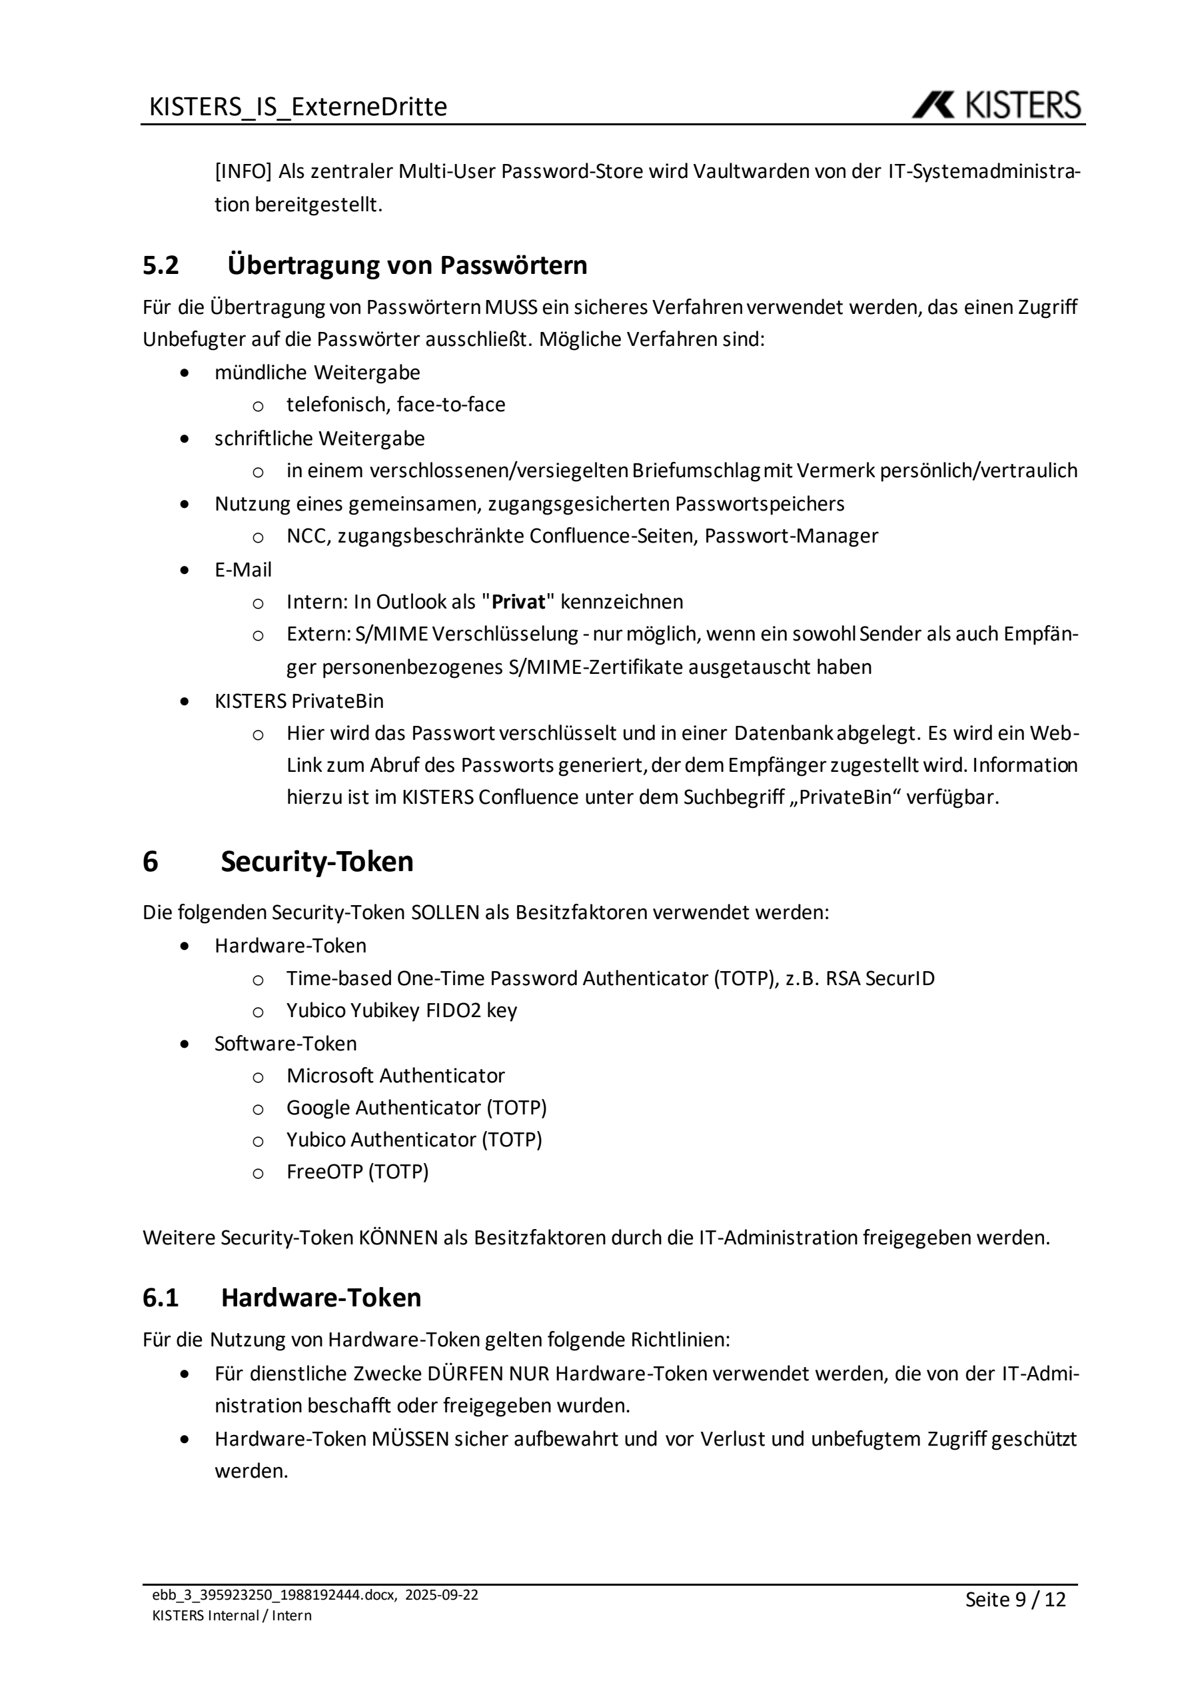 KISTERS_IS_ExterneDritte
KISTERS
[INFO] Als zentraler Multi-User Password-Store wird Vaultwarden von der IT-Systemadministra-
tion bereitgestellt.
5.2 Übertragung von Passwörtern
Für die Übertragung von Passwörtern MUSS ein sicheres Verfahren verwendet werden, das einen Zugriff
Unbefugter auf die Passwörter ausschließt. Mögliche Verfahren sind:
• mündliche Weitergabe
o telefonisch, face-to-face
• schriftliche Weitergabe
o in einem verschlossenen/versiegelten Briefumschlag mit Vermerk persönlich/vertraulich
• Nutzung eines gemeinsamen, zugangsgesicherten Passwortspeichers
o NCC, zugangsbeschränkte Confluence-Seiten, Passwort-Manager
• E-Mail
o Intern: In Outlook als "Privat" kennzeichnen
o Extern: S/MIME Verschlüsselung - nur möglich, wenn ein sowohl Sender als auch Empfän-
ger personenbezogenes S/MIME-Zertifikate ausgetauscht haben
• KISTERS PrivateBin
o Hier wird das Passwort verschlüsselt und in einer Datenbank abgelegt. Es wird ein Web-
Link zum Abruf des Passworts generiert, der dem Empfänger zugestellt wird. Information
hierzu ist im KISTERS Confluence unter dem Suchbegriff „PrivateBin“ verfügbar.
6 Security-Token
Die folgenden Security-Token SOLLEN als Besitzfaktoren verwendet werden:
• Hardware-Token
o Time-based One-Time Password Authenticator (TOTP), z.B. RSA SecurID
o Yubico Yubikey FIDO2 key
• Software-Token
o Microsoft Authenticator
o Google Authenticator (TOTP)
o Yubico Authenticator (TOTP)
o FreeOTP (TOTP)
Weitere Security-Token KÖNNEN als Besitzfaktoren durch die IT-Administration freigegeben werden.
6.1 Hardware-Token
Für die Nutzung von Hardware-Token gelten folgende Richtlinien:
• Für dienstliche Zwecke DÜRFEN NUR Hardware-Token verwendet werden, die von der IT-Admi-
nistration beschafft oder freigegeben wurden.
• Hardware-Token MÜSSEN sicher aufbewahrt und vor Verlust und unbefugtem Zugriff geschützt
werden.
ebb_3_395923250_1988192444.docx, 2025-09-22
Seite 9 / 12
KISTERS Internal / Intern